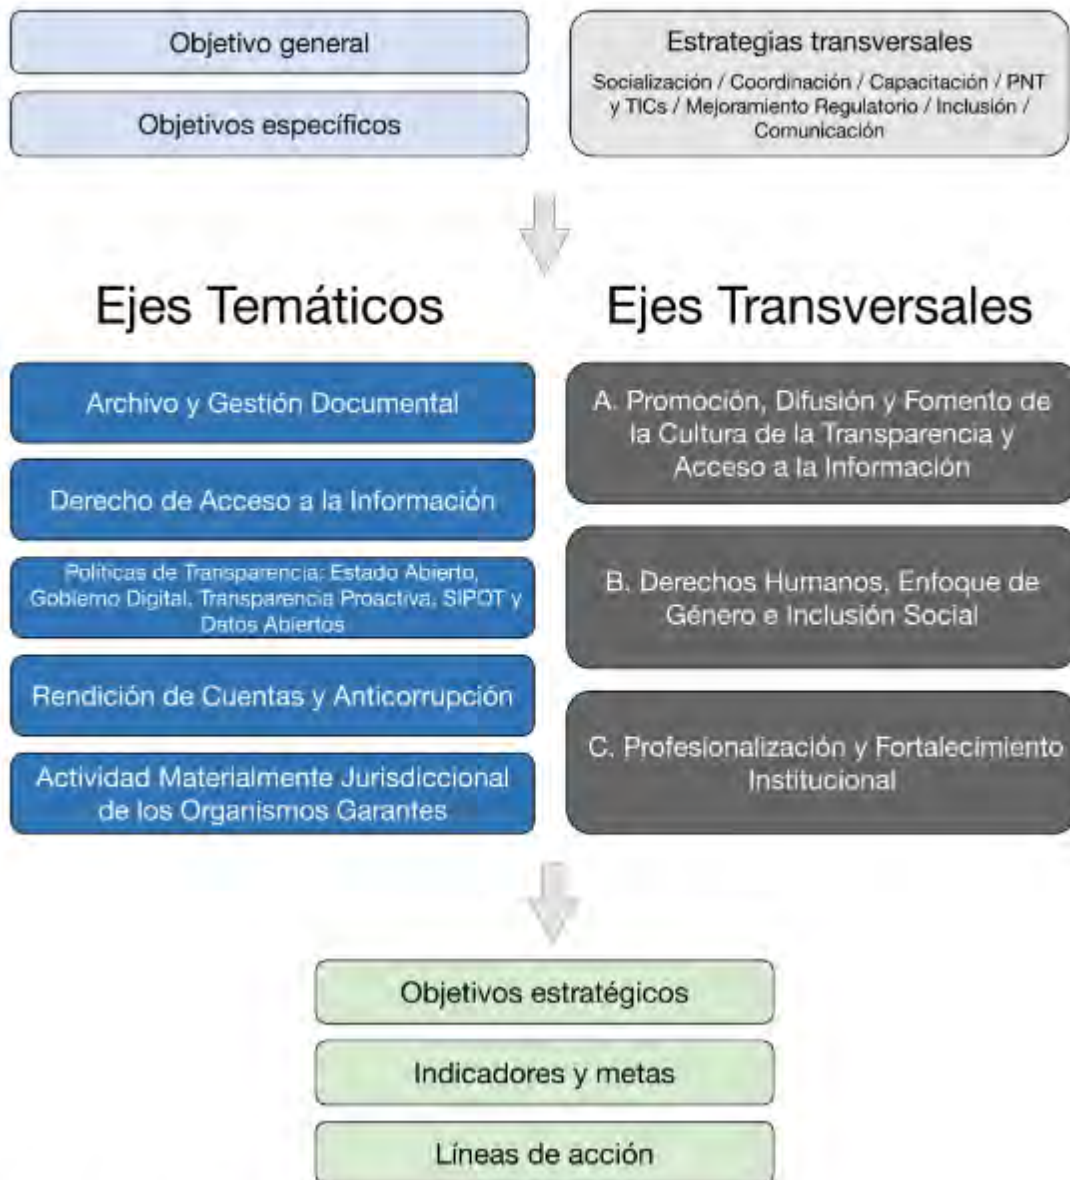 Objetivo general
Objetivos específicos
Estrategias transversales
Socialización / Coordinación / Capacitación / PNT
y TICs / Mejoramiento Regulatorio / Inclusión /
Comunicación
Ejes Temáticos
Archivo y Gestión Documental
Derecho de Acceso a la Información
Políticas de Transparencia: Estado Abierto,
Gobierno Digital, Transparencia Proactiva, SIPOT y
Datos Abiertos
Rendición de Cuentas y Anticorrupción
Actividad Materialmente Jurisdiccional
de los Organismos Garantes
Ejes Transversales
A. Promoción, Difusión y Fomento de
la Cultura de la Transparencia y
Acceso a la Información
B. Derechos Humanos, Enfoque de
Género e Inclusión Social
C. Profesionalización y Fortalecimiento
Institucional
Objetivos estratégicos
Indicadores y metas
Líneas de acción